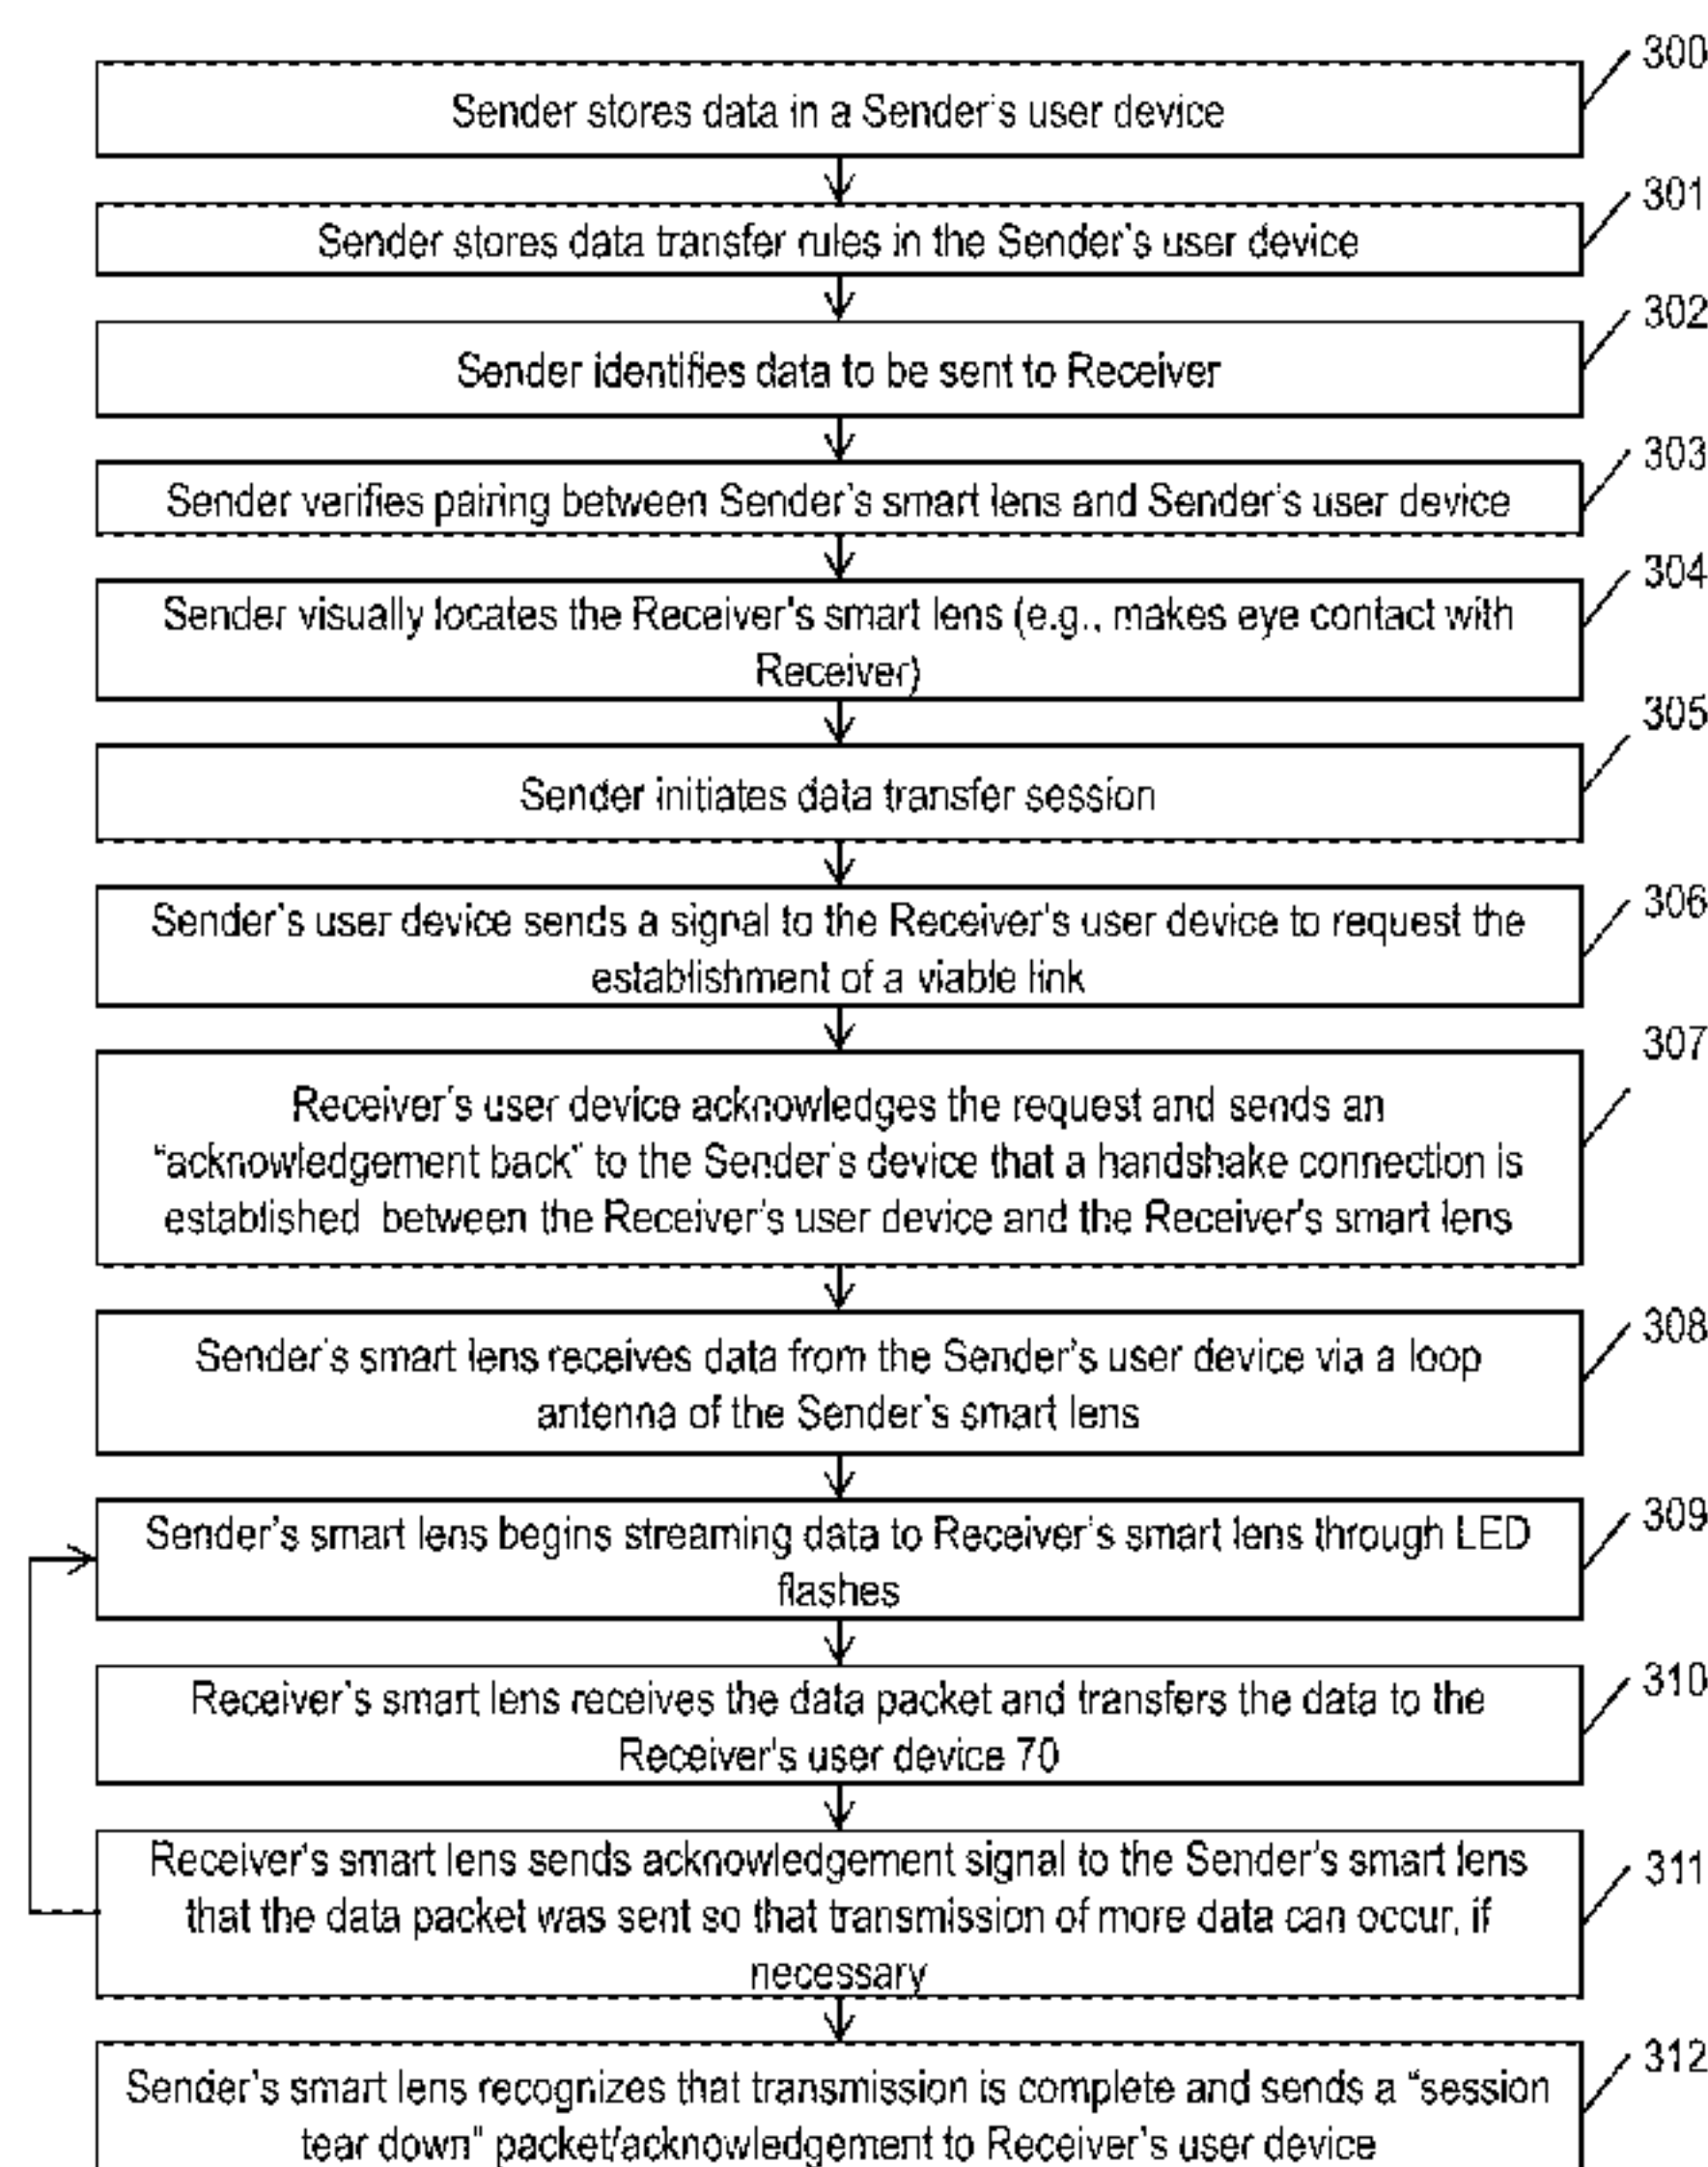 300
Sender stores data in a Sender's user device
301
Sender stores data transfer rules in the Sender's user device
302
Sender identifies data to be sent to Receiver
303
Sender verifies pairing between Sender's smart lens and Sender's user device
304
Sender visually locates the Receiver's smart lens (e.g., makes eye contact with
Receiver)
305
Sender initiates data transfer session
306
Sender's user device sends a signal to the Receiver's user device to request the
establishment of a viable link
307
Receiver's user device acknowledges the request and sends an
"acknowledgement back" to the Sender's device that a handshake connection is
established between the Receiver's user device and the Receiver's smart lens
308
Sender's smart lens receives data from the Sender's user device via a loop
antenna of the Sender's smart lens
309
Sender's smart lens begins streaming data to Receiver's smart lens through LED
flashes
310
Receiver's smart lens receives the data packet and transfers the data to the
Receiver's user device 70
311
Receiver's smart lens sends acknowledgement signal to the Sender's smart lens
that the data packet was sent so that transmission of more data can occur, if
necessary
312
Sender's smart lens recognizes that transmission is complete and sends a "session
tear down" packet/acknowledgement to Receiver's user device